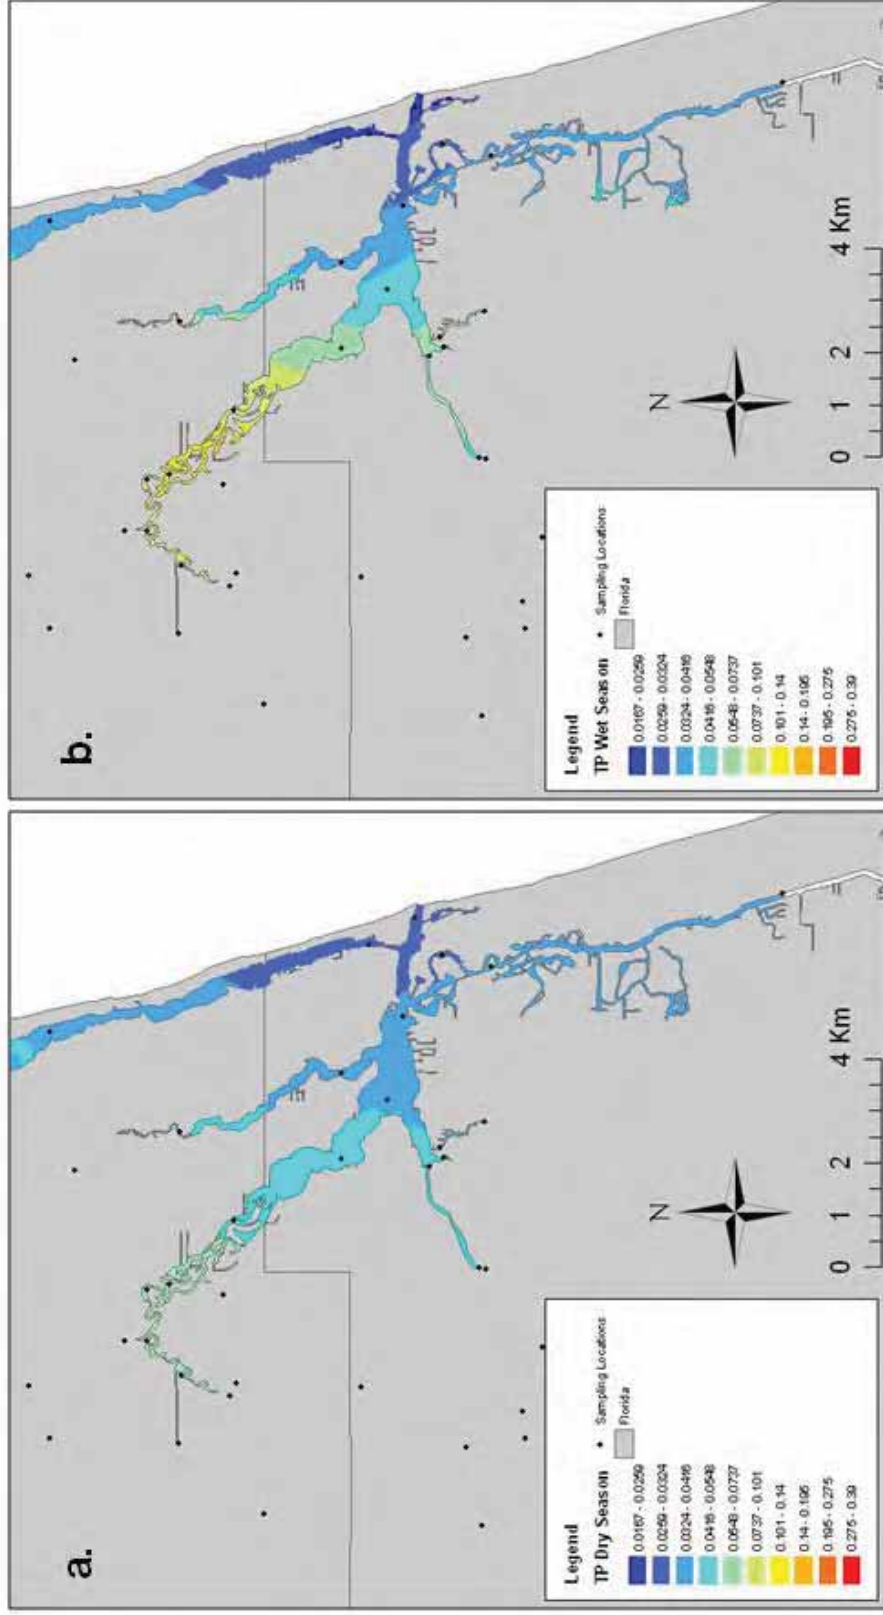 a.
N
0 1 2 4 Km
Legend
TP Dry Season
0.0167 - 0.0259
0.0259 - 0.0324
0.0324 - 0.0416
0.0416 - 0.0548
0.0548 - 0.0737
0.0737 - 0.101
0.101 - 0.14
0.14 - 0.195
0.195 - 0.275
0.275 - 0.39
Sampling Locations
Florida
b.
N
0 1 2 4 Km
Legend
TP Wet Season
0.0167 - 0.0259
0.0259 - 0.0324
0.0324 - 0.0416
0.0416 - 0.0548
0.0548 - 0.0737
0.0737 - 0.101
0.101 - 0.14
0.14 - 0.195
0.195 - 0.275
0.275 - 0.39
Sampling Locations
Florida